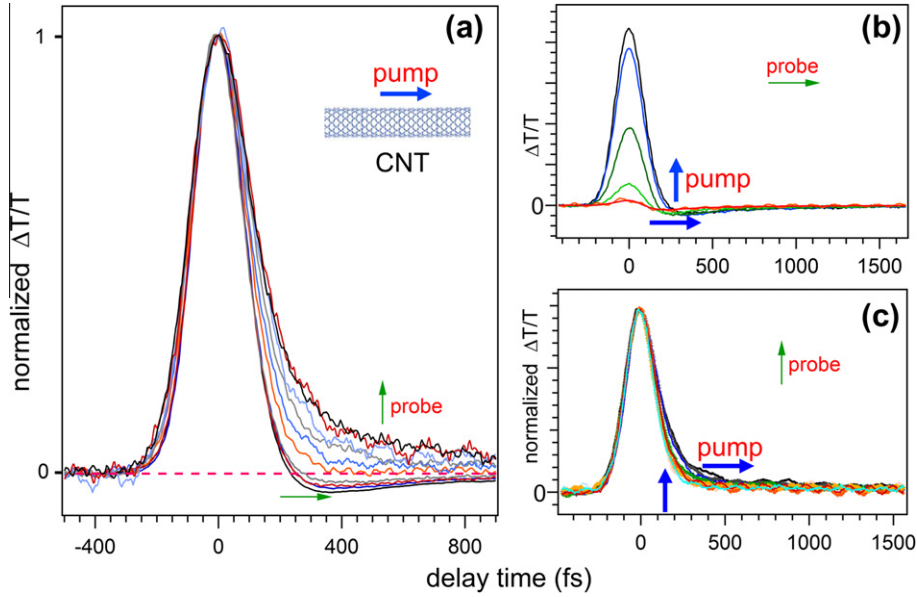 (a)
normalized ΔT/T
1
0
pump
CNT
probe
-400
0
400
800
(b)
ΔT/T
0
probe
pump
0
500
1000
1500
(c)
normalized ΔT/T
0
probe
pump
0
500
1000
1500
delay time (fs)